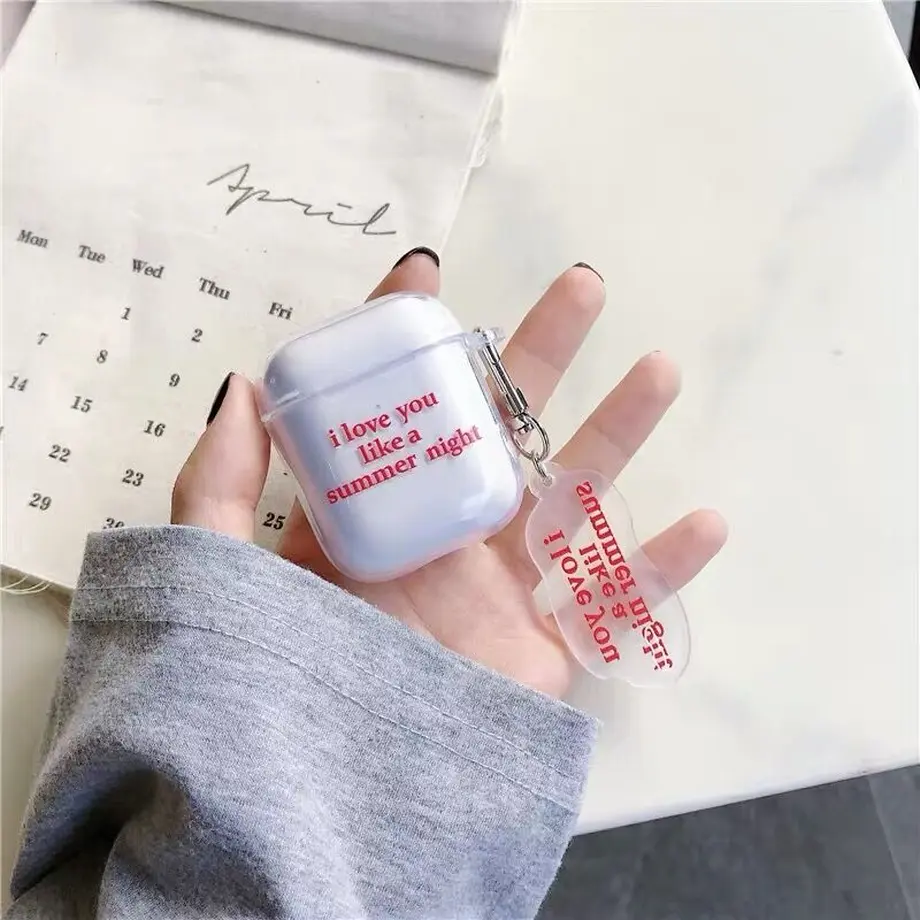 April
Mon Tue Wed Thu Fri
1 2
7 8 9
14 15 16
22 23
25
29 30
i love you
like a
summer night
i love you
like a
summer night